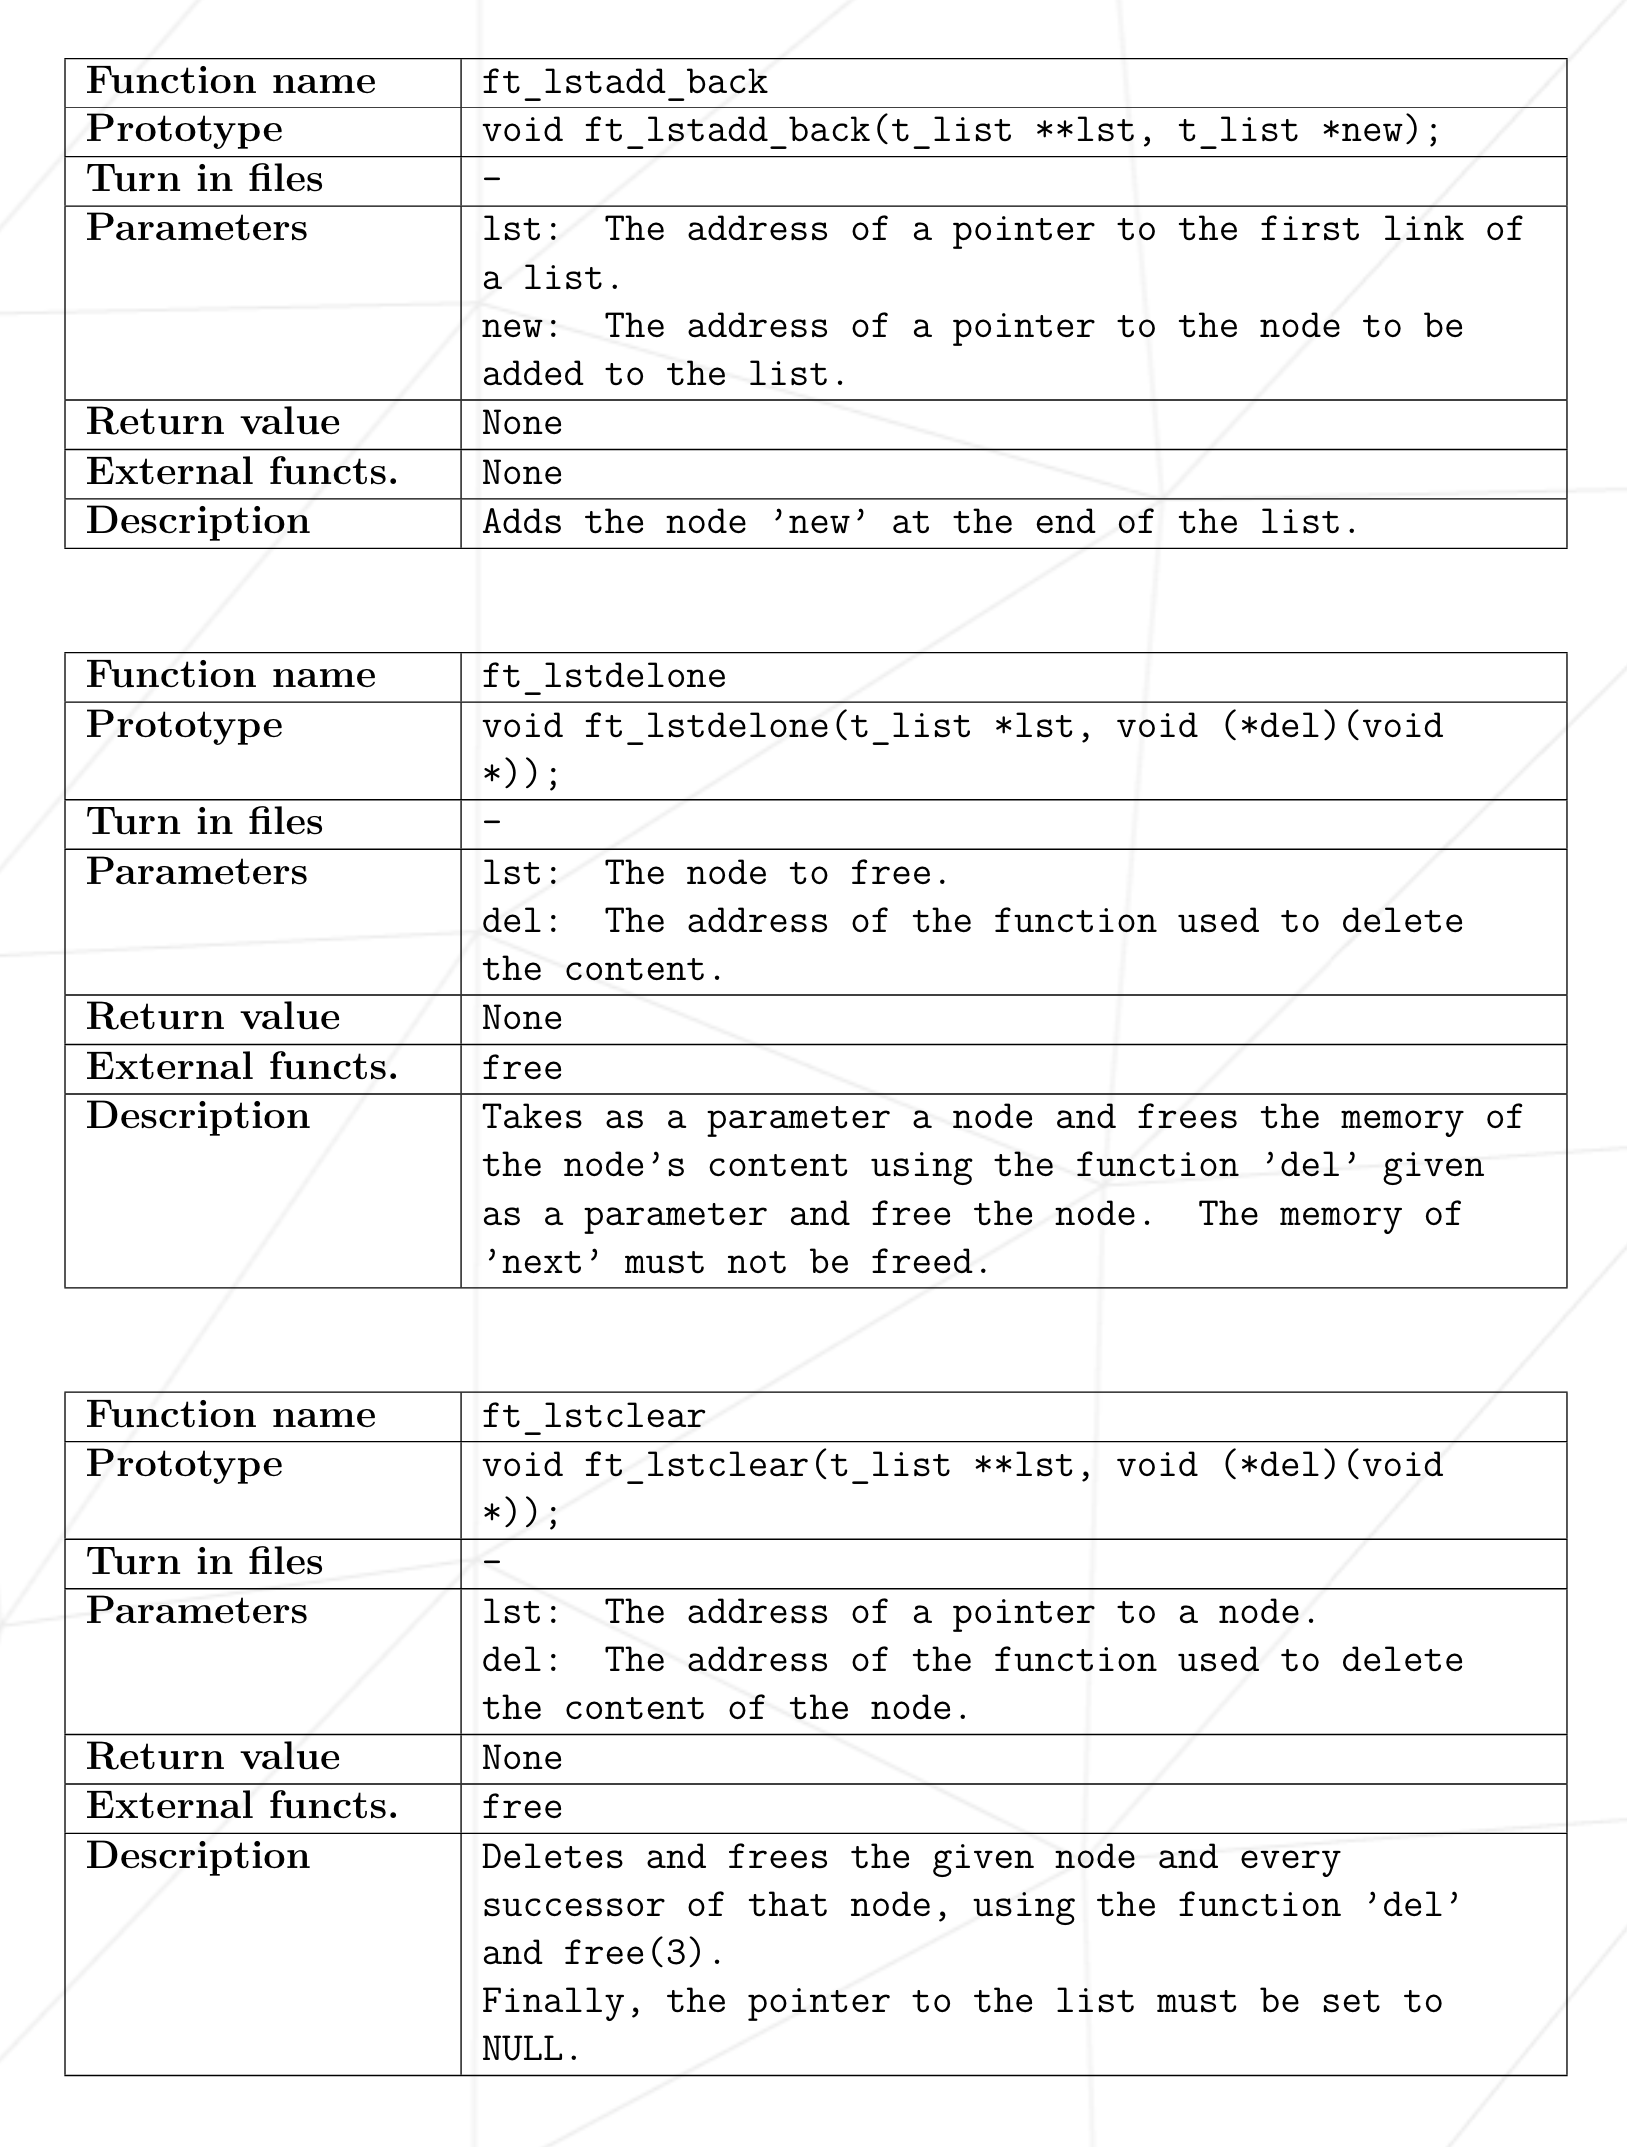 Function name ft_lstadd_back
Prototype void ft_lstadd_back(t_list **lst, t_list *new);
Turn in files -
Parameters lst: The address of a pointer to the first link of
a list.
new: The address of a pointer to the node to be
added to the list.
Return value None
External functs. None
Description Adds the node ’new’ at the end of the list.
Function name ft_lstdelone
Prototype void ft_lstdelone(t_list *lst, void (*del)(void
*));
Turn in files -
Parameters lst: The node to free.
del: The address of the function used to delete
the content.
Return value None
External functs. free
Description Takes as a parameter a node and frees the memory of
the node’s content using the function ’del’ given
as a parameter and free the node. The memory of
’next’ must not be freed.
Function name ft_lstclear
Prototype void ft_lstclear(t_list **lst, void (*del)(void
*));
Turn in files -
Parameters lst: The address of a pointer to a node.
del: The address of the function used to delete
the content of the node.
Return value None
External functs. free
Description Deletes and frees the given node and every
successor of that node, using the function ’del’
and free(3).
Finally, the pointer to the list must be set to
NULL.